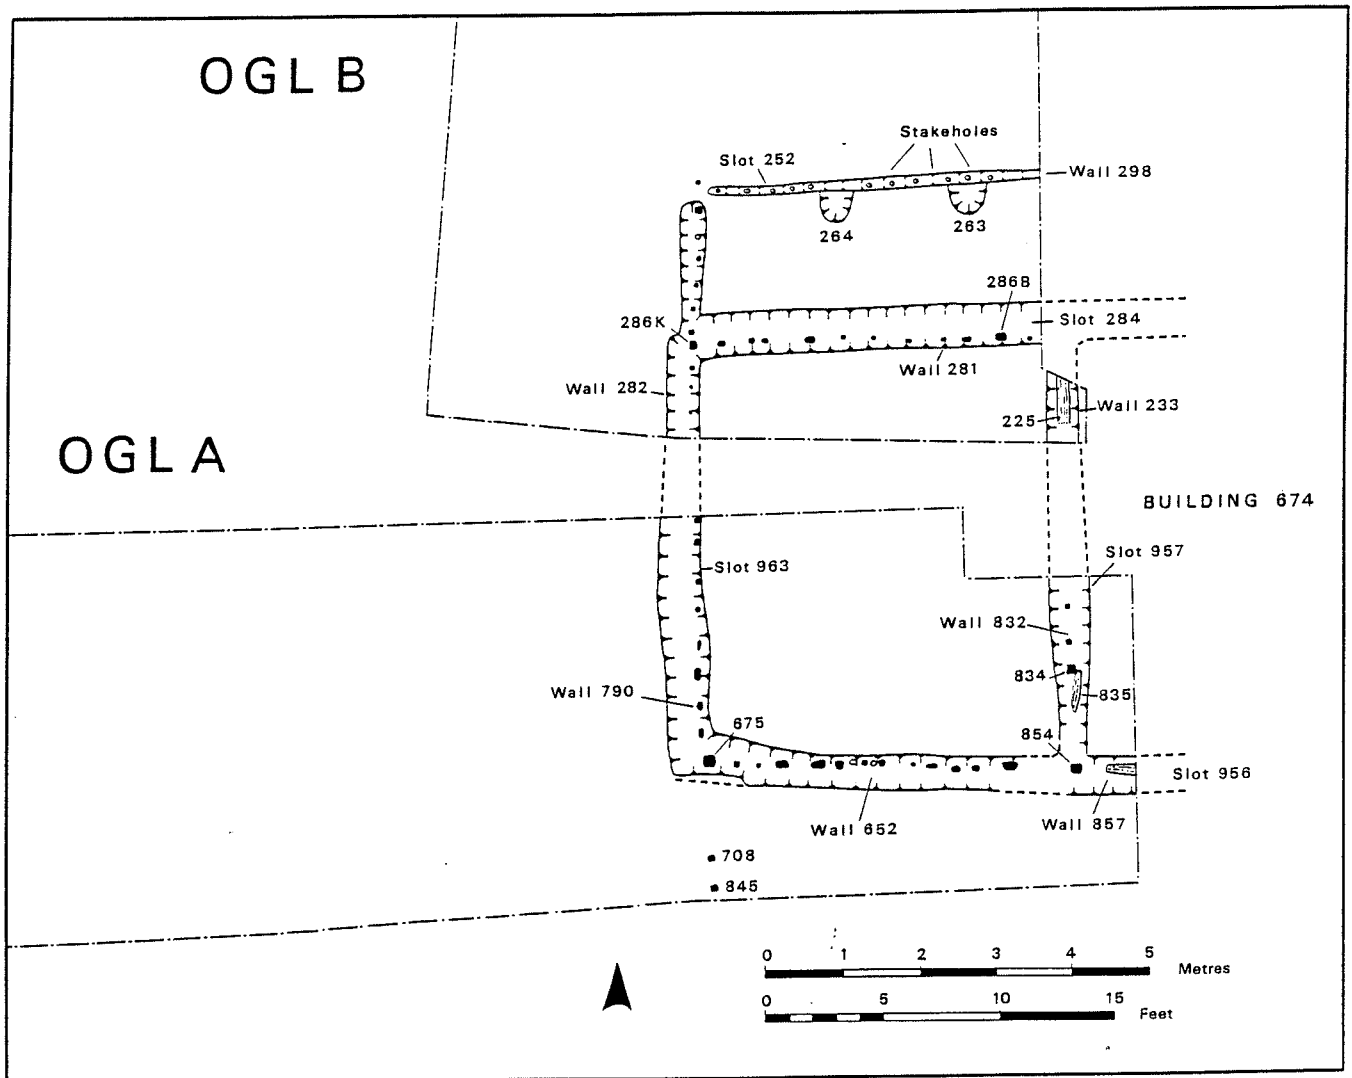 OGL B
Stakeholes
Slot 252
Wall 298
264
263
286B
286K
Slot 284
Wall 281
Wall 282
Wall 233
225
OGL A
BUILDING 674
Slot 957
Slot 963
Wall 832
834
835
Wall 790
675
854
Slot 956
Wall 652
Wall 857
708
845
0 1 2 3 4 5
Metres
0 5 10 15
Feet